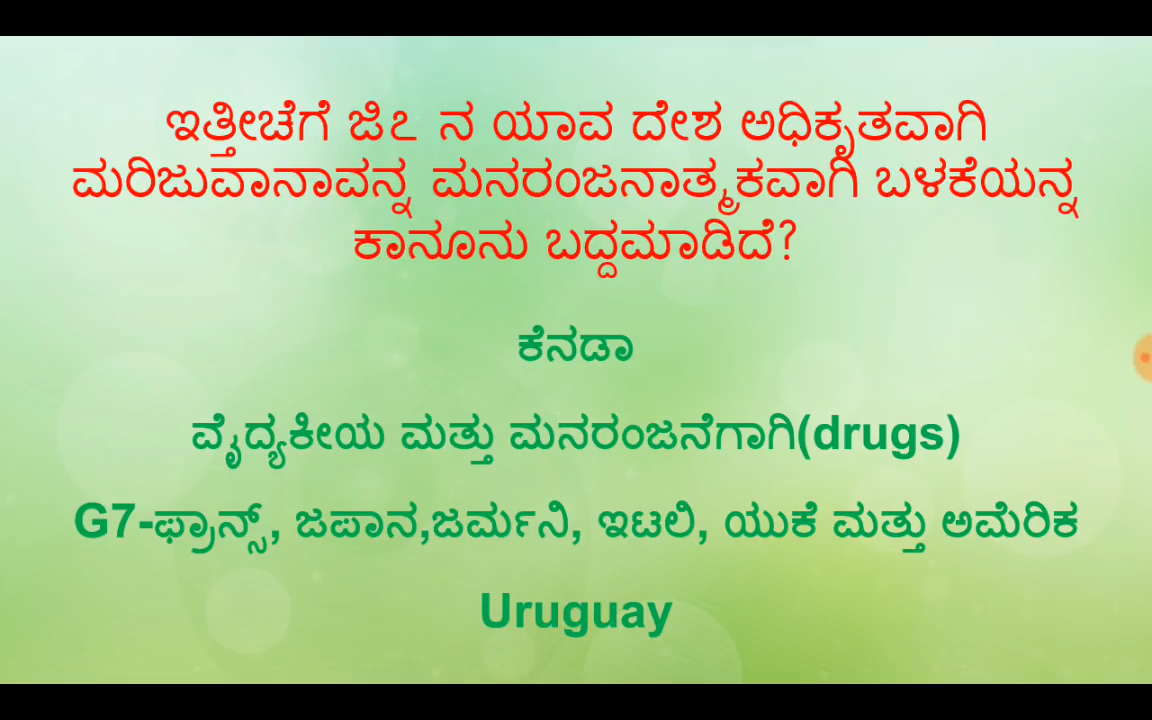 ಇತ್ತೀಚೆಗೆ ಜಿ೭ ನ ಯಾವ ದೇಶ ಅಧಿಕೃತವಾಗಿ
ಮರಿಜುವಾನಾವನ್ನ ಮನರಂಜನಾತ್ಮಕವಾಗಿ ಬಳಕೆಯನ್ನ
ಕಾನೂನು ಬದ್ದಮಾಡಿದೆ?
ಕೆನಡಾ
ವೈದ್ಯಕೀಯ ಮತ್ತು ಮನರಂಜನೆಗಾಗಿ(drugs)
G7-ಫ್ರಾನ್ಸ್, ಜಪಾನ,ಜರ್ಮನಿ, ಇಟಲಿ, ಯುಕೆ ಮತ್ತು ಅಮೆರಿಕ
Uruguay